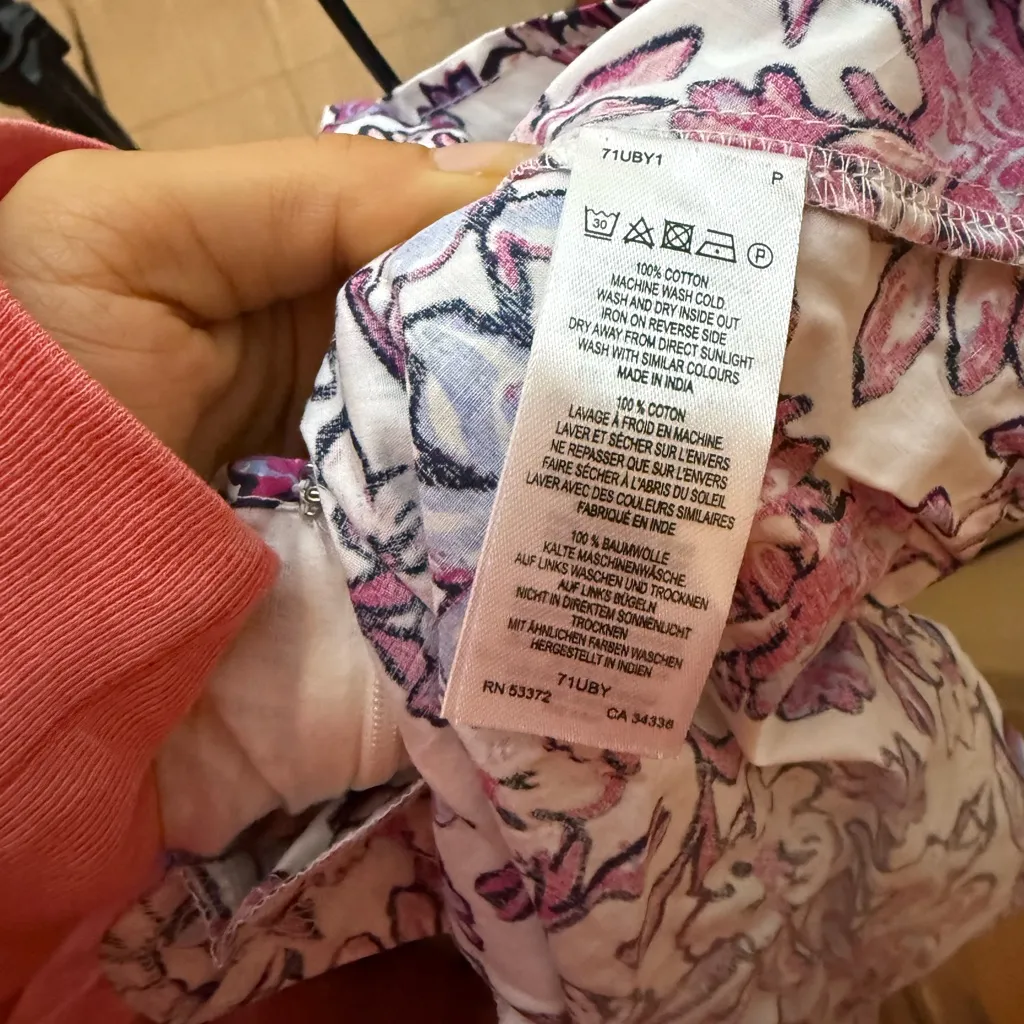 71UBY1
P
30
P
100% COTTON
MACHINE WASH COLD
WASH AND DRY INSIDE OUT
IRON ON REVERSE SIDE
DRY AWAY FROM DIRECT SUNLIGHT
WASH WITH SIMILAR COLOURS
MADE IN INDIA
100 % COTON
LAVAGE À FROID EN MACHINE
LAVER ET SÉCHER SUR L'ENVERS
NE REPASSER QUE SUR L'ENVERS
FAIRE SÉCHER À L'ABRIS DU SOLEIL
LAVER AVEC DES COULEURS SIMILAIRES
FABRIQUÉ EN INDE
100 % BAUMWOLLE
KALTE MASCHINENWÄSCHE
AUF LINKS WASCHEN UND TROCKNEN
AUF LINKS BÜGELN
NICHT IN DIREKTEM SONNENLICHT
TROCKNEN
MIT ÄHNLICHEN FARBEN WASCHEN
HERGESTELLT IN INDIEN
71UBY
RN 53372
CA 34338